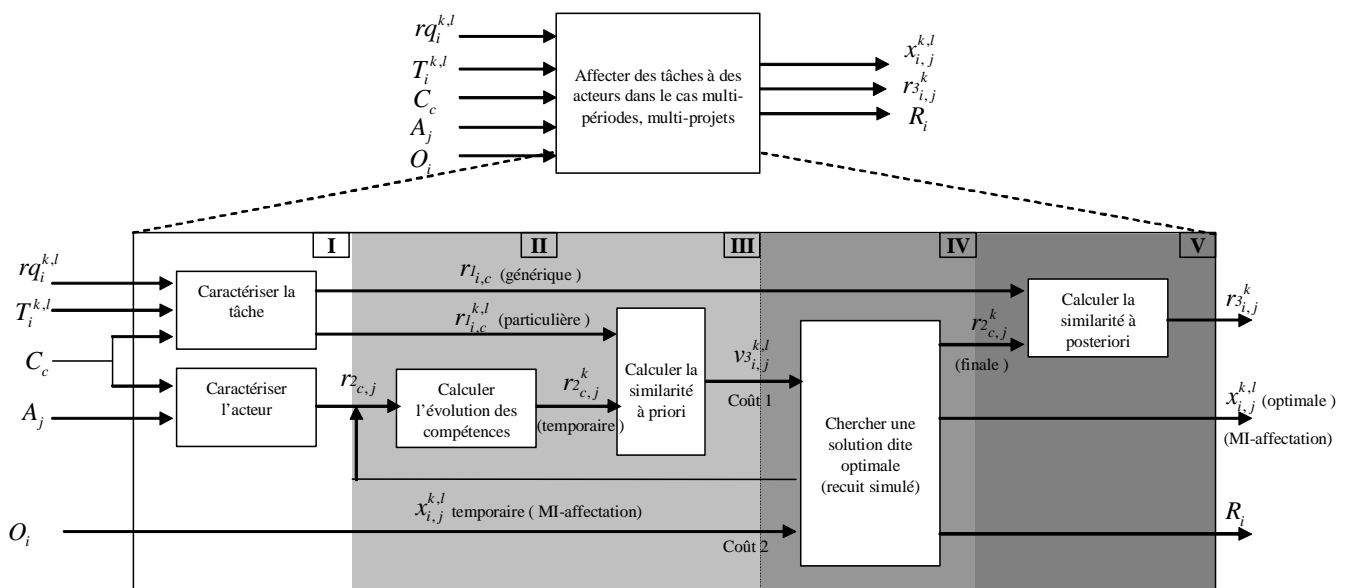 rq_i^{k,l}
T_i^{k,l}
C_c
A_j
O_i
Affecter des tâches à des
acteurs dans le cas multi-
périodes, multi-projets
x_{i,j}^{k,l}
r3_{i,j}^k
R_i
I
II
III
IV
V
rq_i^{k,l}
T_i^{k,l}
C_c
A_j
O_i
Caractériser la
tâche
Caractériser
l'acteur
r1_{i,c} (générique )
r1_{i,c}^{k,l} (particulière )
r2_{c,j}
Calculer
l'évolution des
compétences
r2_{c,j}^k
(temporaire )
Calculer la
similarité
à priori
v3_{i,j}^{k,l}
Coût 1
x_{i,j}^{k,l} temporaire ( MI-affectation)
Coût 2
Chercher une
solution dite
optimale
(recuit simulé)
r2_{c,j}^k
(finale )
Calculer la
similarité à
posteriori
r3_{i,j}^k
x_{i,j}^{k,l} (optimale )
(MI-affectation)
R_i